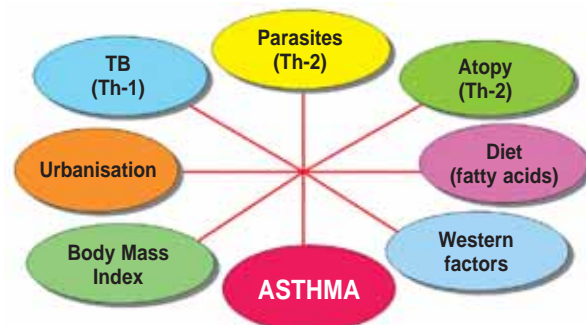 Parasites
(Th-2)
TB
(Th-1)
Atopy
(Th-2)
Urbanisation
Diet
(fatty acids)
Body Mass
Index
Western
factors
ASTHMA